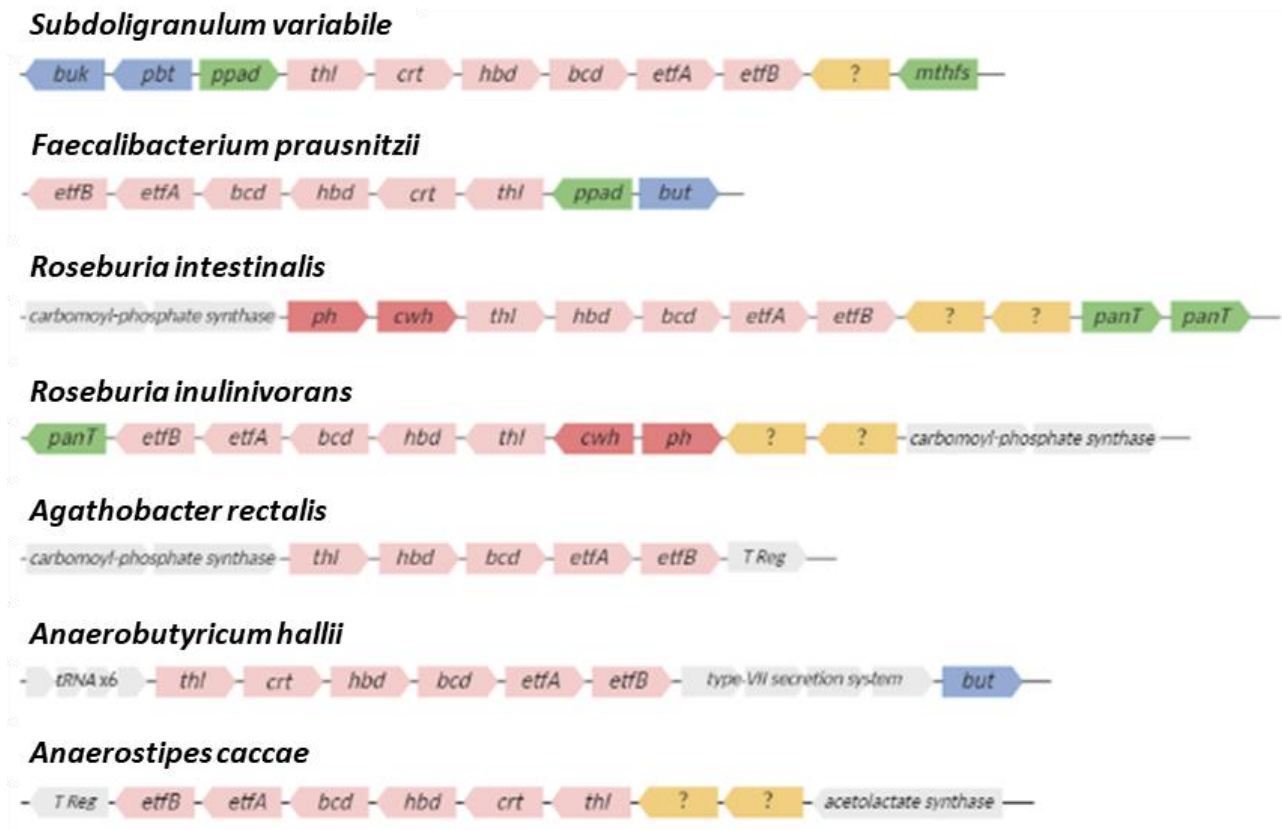 Subdoligranulum variabile
buk pbt ppad thl crt hbd bcd etfA etfB ? mthfs
Faecalibacterium prausnitzii
etfB etfA bcd hbd crt thl ppad but
Roseburia intestinalis
carbomoyl-phosphate synthase ph cwh thl hbd bcd etfA etfB ? ? panT panT
Roseburia inulinivorans
panT etfB etfA bcd hbd thl cwh ph ? ? carbomoyl-phosphate synthase
Agathobacter rectalis
carbomoyl-phosphate synthase thl hbd bcd etfA etfB T Reg
Anaerobutyricum hallii
tRNA x6 thl crt hbd bcd etfA etfB type-VII secretion system but
Anaerostipes caccae
T Reg etfB etfA bcd hbd crt thl ? ? acetolactate synthase